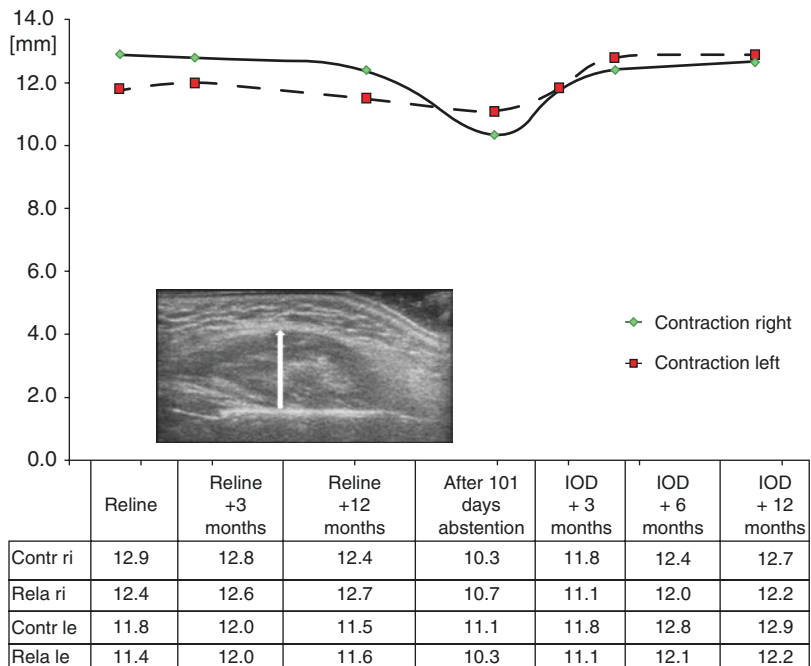 14.0
[mm]
12.0
10.0
8.0
6.0
4.0
2.0
0.0
Contraction right
Contraction left
Reline
Reline +3 months
Reline +12 months
After 101 days abstention
IOD + 3 months
IOD + 6 months
IOD + 12 months
Contr ri 12.9 12.8 12.4 10.3 11.8 12.4 12.7
Rela ri 12.4 12.6 12.7 10.7 11.1 12.0 12.2
Contr le 11.8 12.0 11.5 11.1 11.8 12.8 12.9
Rela le 11.4 12.0 11.6 10.3 11.1 12.1 12.2